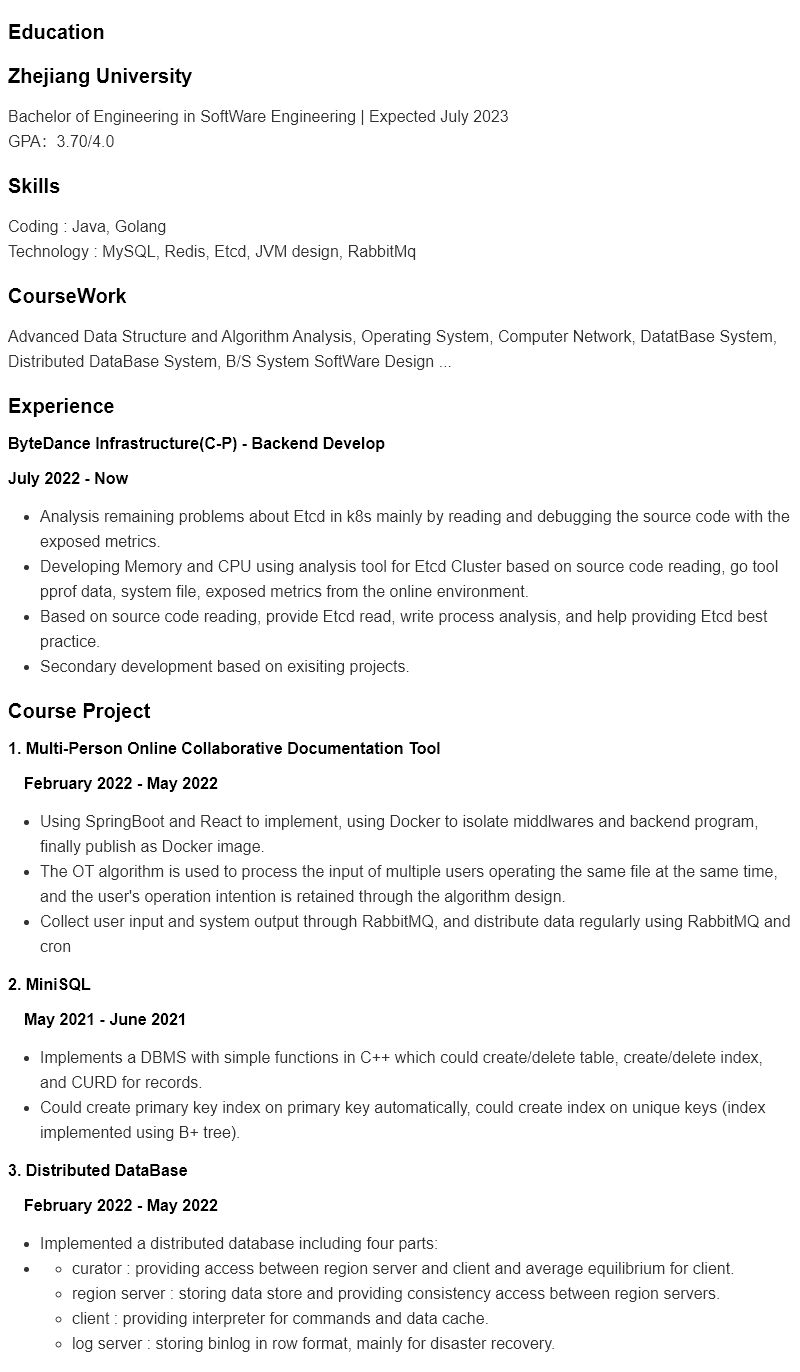 Education
Zhejiang University
Bachelor of Engineering in SoftWare Engineering | Expected July 2023
GPA：3.70/4.0
Skills
Coding : Java, Golang
Technology : MySQL, Redis, Etcd, JVM design, RabbitMq
CourseWork
Advanced Data Structure and Algorithm Analysis, Operating System, Computer Network, DatatBase System,
Distributed DataBase System, B/S System SoftWare Design ...
Experience
ByteDance Infrastructure(C-P) - Backend Develop
July 2022 - Now
• Analysis remaining problems about Etcd in k8s mainly by reading and debugging the source code with the
exposed metrics.
• Developing Memory and CPU using analysis tool for Etcd Cluster based on source code reading, go tool
pprof data, system file, exposed metrics from the online environment.
• Based on source code reading, provide Etcd read, write process analysis, and help providing Etcd best
practice.
• Secondary development based on exisiting projects.
Course Project
1. Multi-Person Online Collaborative Documentation Tool
February 2022 - May 2022
• Using SpringBoot and React to implement, using Docker to isolate middlwares and backend program,
finally publish as Docker image.
• The OT algorithm is used to process the input of multiple users operating the same file at the same time,
and the user's operation intention is retained through the algorithm design.
• Collect user input and system output through RabbitMQ, and distribute data regularly using RabbitMQ and
cron
2. MiniSQL
May 2021 - June 2021
• Implements a DBMS with simple functions in C++ which could create/delete table, create/delete index,
and CURD for records.
• Could create primary key index on primary key automatically, could create index on unique keys (index
implemented using B+ tree).
3. Distributed DataBase
February 2022 - May 2022
• Implemented a distributed database including four parts:
• ◦ curator : providing access between region server and client and average equilibrium for client.
◦ region server : storing data store and providing consistency access between region servers.
◦ client : providing interpreter for commands and data cache.
◦ log server : storing binlog in row format, mainly for disaster recovery.